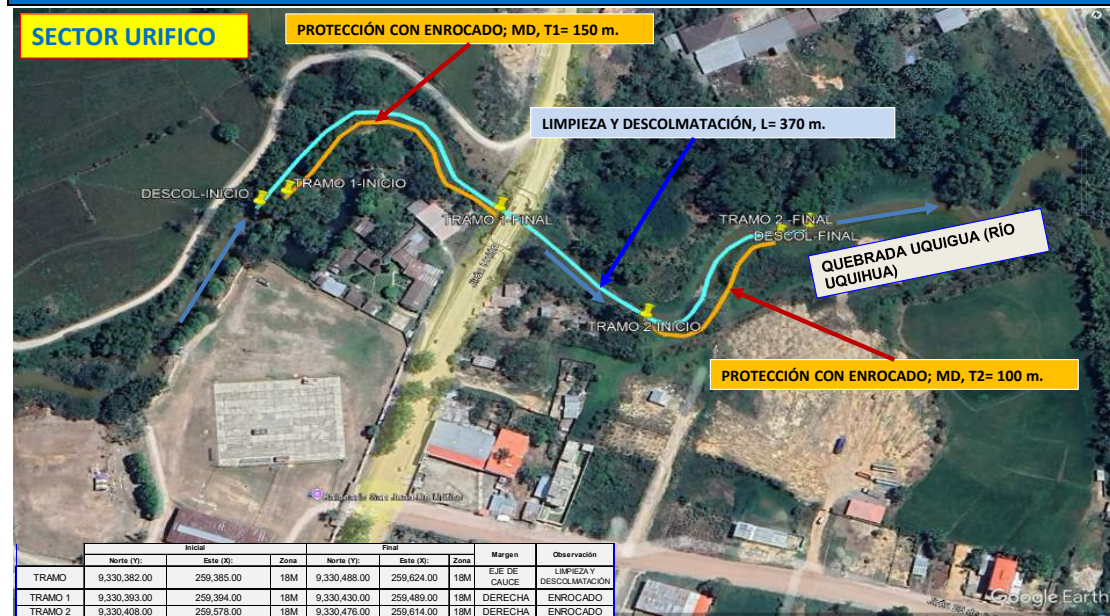 SECTOR URIFICO
PROTECCIÓN CON ENROCADO; MD, T1= 150 m.
LIMPIEZA Y DESCOLMATACIÓN, L= 370 m.
DESCOL-INICIO
TRAMO 1-INICIO
TRAMO 1-FINAL
TRAMO 2 -FINAL
DESCOL-FINAL
QUEBRADA UQUIGUA (RÍO
UQUIHUA)
TRAMO 2-INICIO
PROTECCIÓN CON ENROCADO; MD, T2= 100 m.
Google Earth
Inicial Final Margen Observación
Norte (Y): Este (X): Zona Norte (Y): Este (X): Zona
TRAMO 9,330,382.00 259,385.00 18M 9,330,488.00 259,624.00 18M EJE DE CAUCE LIMPIEZA Y DESCOLMATACIÓN
TRAMO 1 9,330,393.00 259,394.00 18M 9,330,430.00 259,489.00 18M DERECHA ENROCADO
TRAMO 2 9,330,408.00 259,578.00 18M 9,330,476.00 259,614.00 18M DERECHA ENROCADO